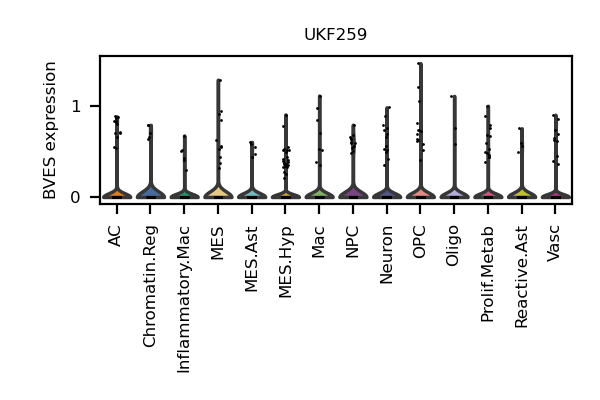 UKF259
BVES expression
1
0
AC
Chromatin.Reg
Inflammatory.Mac
MES
MES.Ast
MES.Hyp
Mac
NPC
Neuron
OPC
Oligo
Prolif.Metab
Reactive.Ast
Vasc